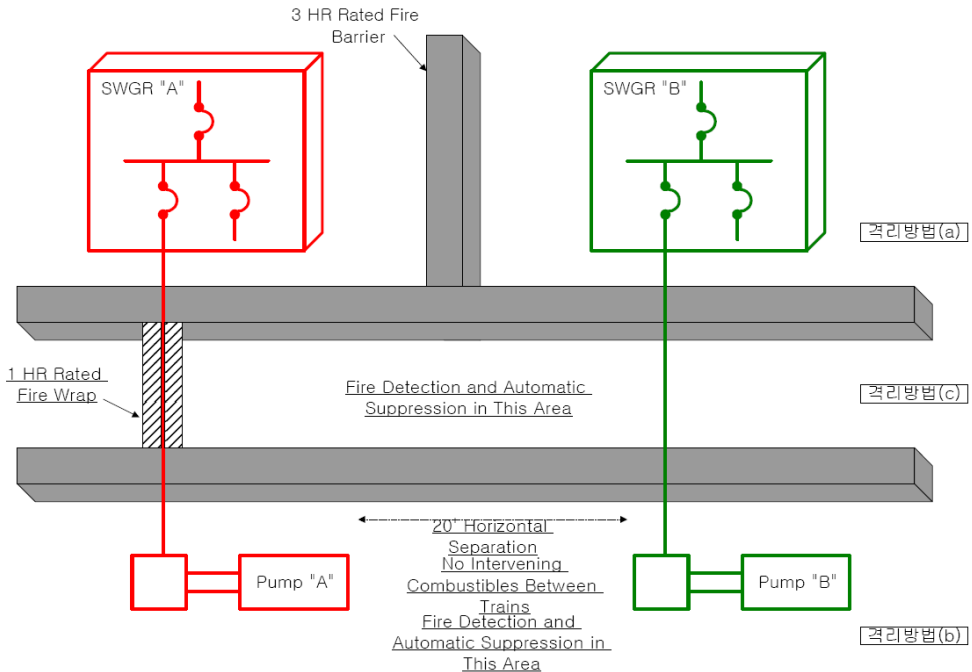 3 HR Rated Fire
Barrier
SWGR "A"
SWGR "B"
격리방법(a)
1 HR Rated
Fire Wrap
Fire Detection and Automatic
Suppression in This Area
격리방법(c)
20' Horizontal
Separation
No Intervening
Combustibles Between
Trains
Fire Detection and
Automatic Suppression in
This Area
Pump "A"
Pump "B"
격리방법(b)